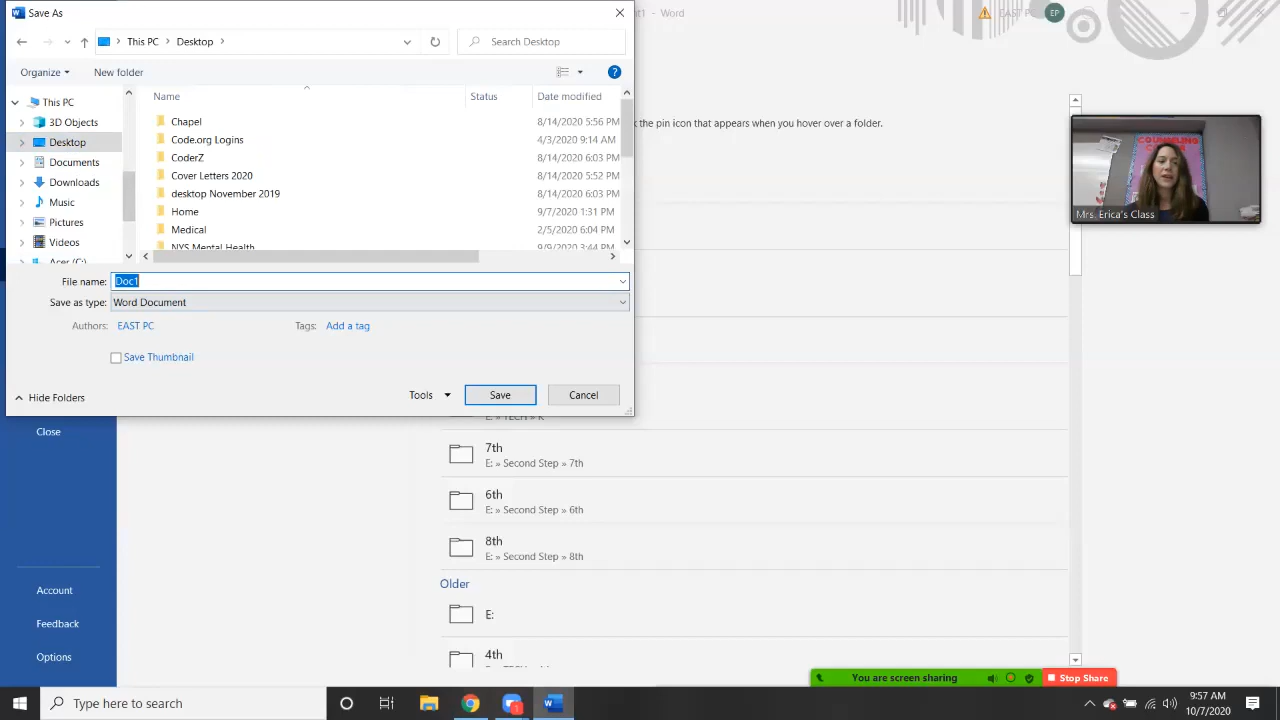 Save As
nt1 - Word
EAST P
EP
This PC
Desktop
Search Desktop
Organize
New folder
?
This PC
3D Objects
Desktop
Documents
Downloads
Music
Pictures
Videos
Acer (C:)
Name
Status
Date modified
Chapel 8/14/2020 5:56 PM
Code.org Logins 4/3/2020 9:14 AM
CoderZ 8/14/2020 6:03 PM
Cover Letters 2020 8/14/2020 5:52 PM
desktop November 2019 8/14/2020 6:03 PM
Home 9/7/2020 1:31 PM
Medical 2/5/2020 6:04 PM
NYS Mental Health 9/9/2020 3:44 PM
k the pin icon that appears when you hover over a folder.
COUNSELING
Mrs. Erica's Class
File name: Doc1
Save as type: Word Document
Authors: EAST PC
Tags: Add a tag
Save Thumbnail
Hide Folders
Tools
Save
Cancel
E: » TECH » K
7th
E: » Second Step » 7th
6th
E: » Second Step » 6th
8th
E: » Second Step » 8th
Older
E:
4th
Close
Account
Feedback
Options
You are screen sharing
Stop Share
Type here to search
9:57 AM
10/7/2020